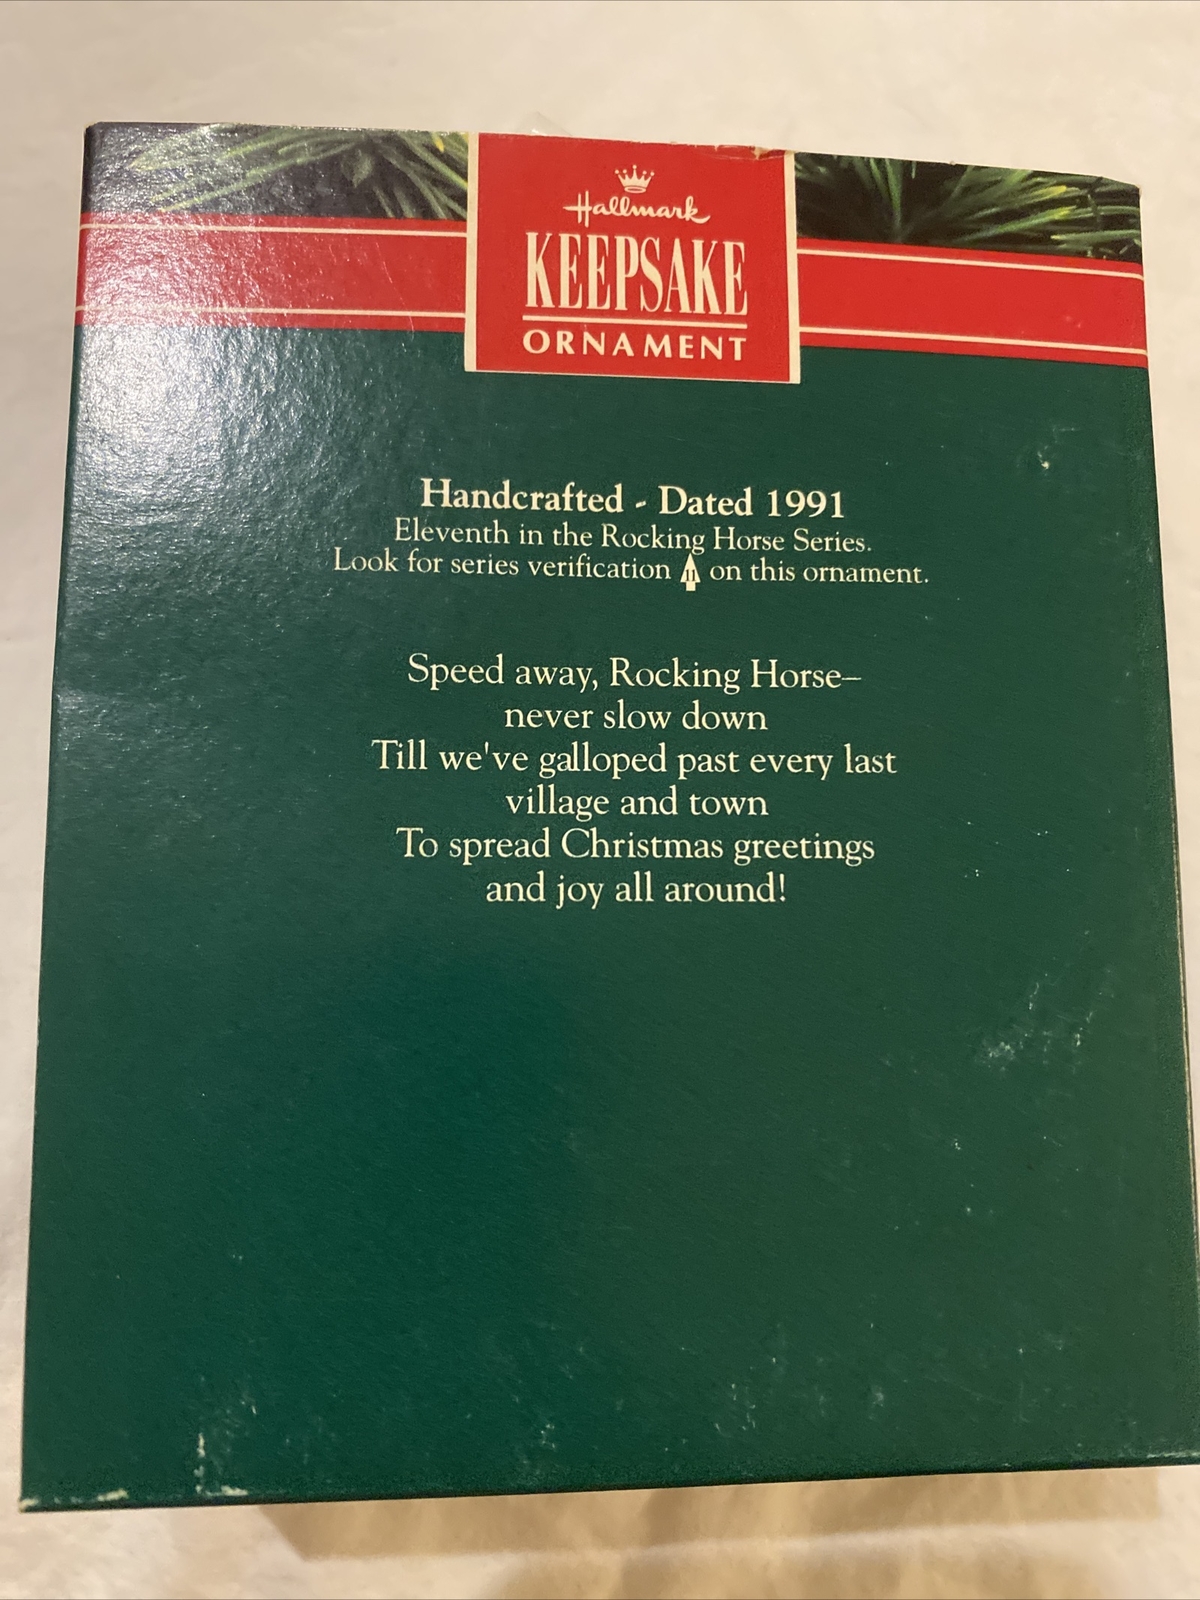 Hallmark
KEEPSAKE
ORNAMENT
Handcrafted - Dated 1991
Eleventh in the Rocking Horse Series.
Look for series verification 11 on this ornament.
Speed away, Rocking Horse–
never slow down
Till we've galloped past every last
village and town
To spread Christmas greetings
and joy all around!